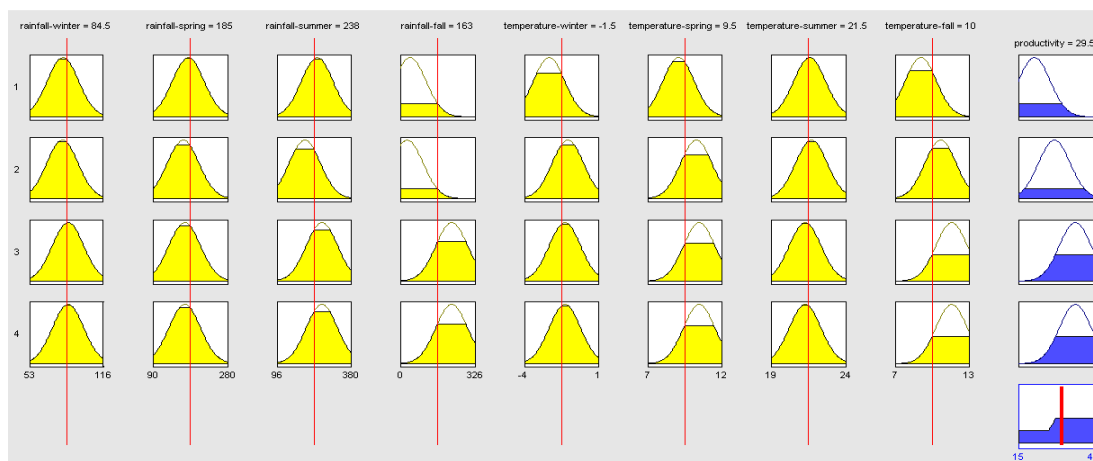 rainfall-winter = 84.5 rainfall-spring = 185 rainfall-summer = 238 rainfall-fall = 163 temperature-winter = -1.5 temperature-spring = 9.5 temperature-summer = 21.5 temperature-fall = 10
productivity = 29.5
1
2
3
4
53 116 90 280 96 380 0 326 -4 1 7 12 19 24 7 13
15 4